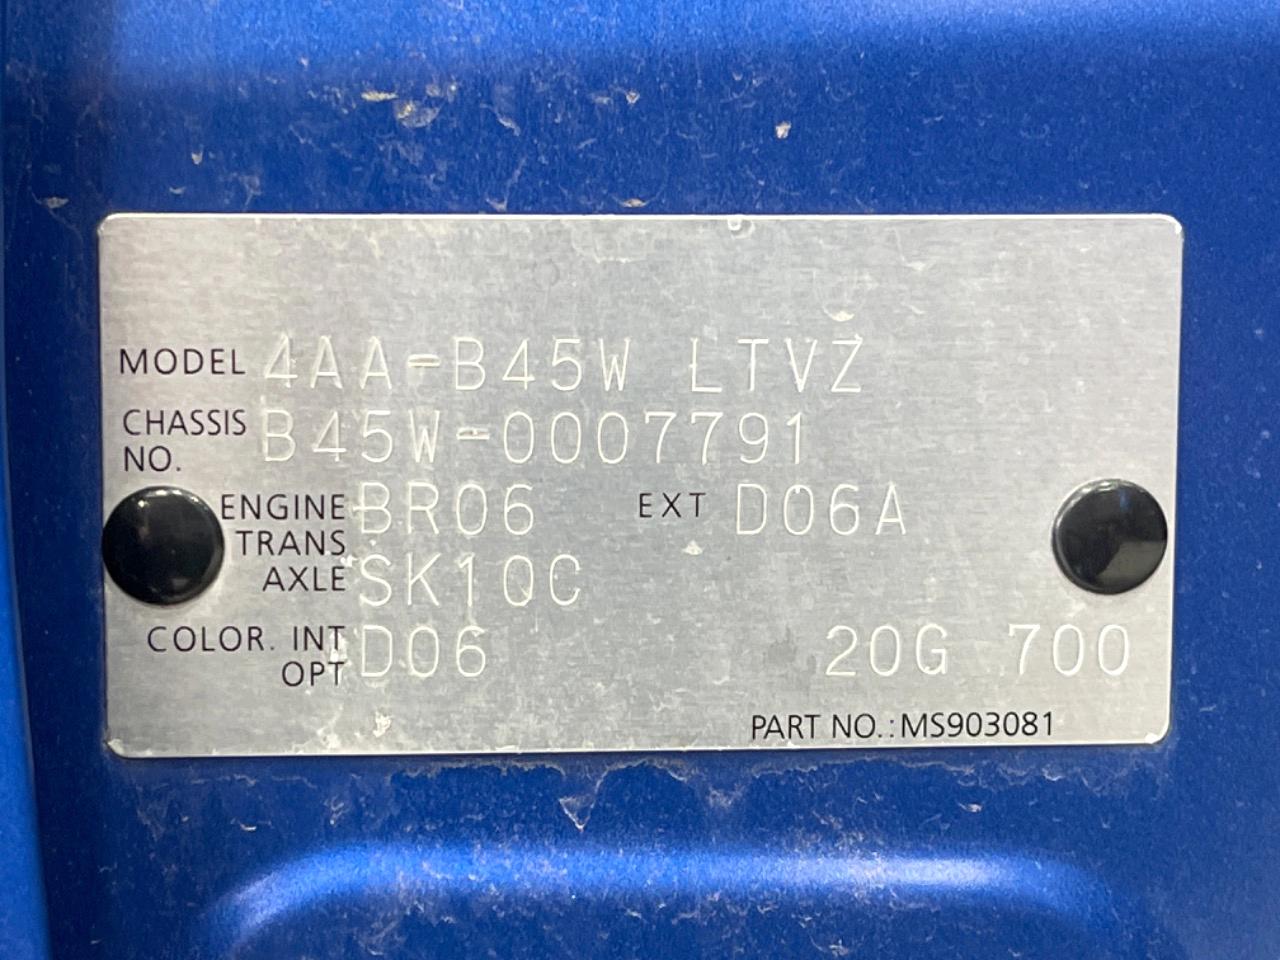 MODEL 4AA-B45W LTVZ
CHASSIS NO. B45W-0007791
ENGINE BR06 EXT D06A
TRANS AXLE SK10C
COLOR. INT OPT D06 20G 700
PART NO.:MS903081